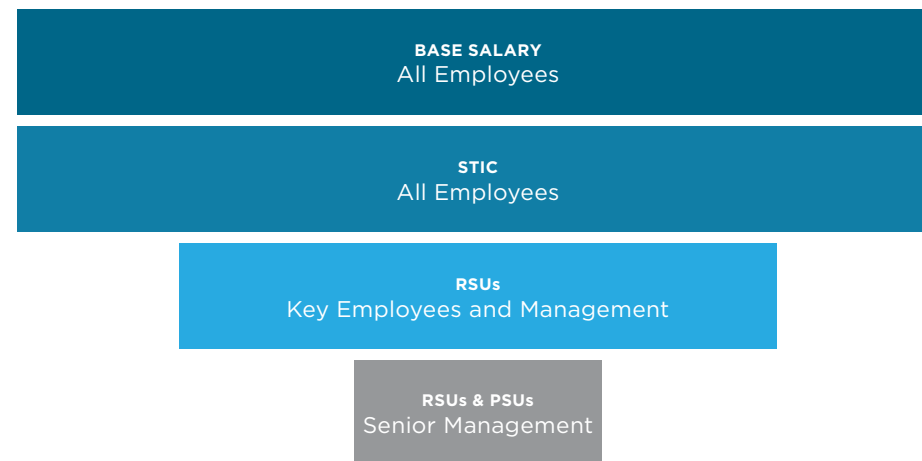 BASE SALARY
All Employees
STIC
All Employees
RSUs
Key Employees and Management
RSUs & PSUs
Senior Management